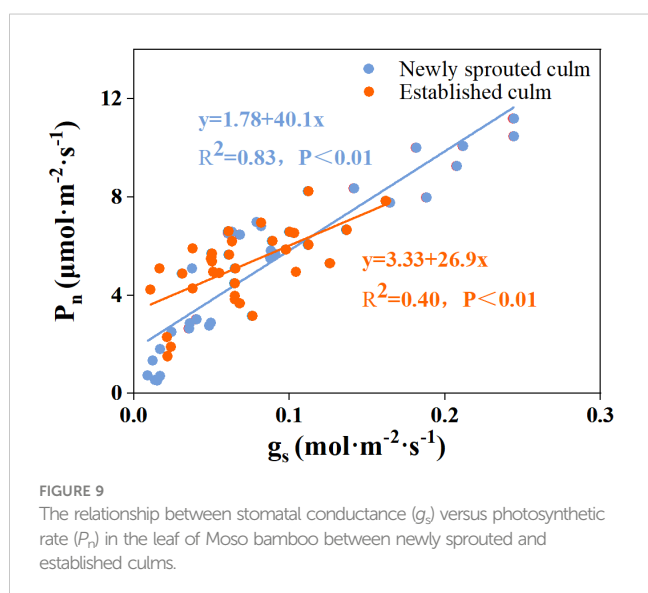 Newly sprouted culm
Established culm
y=1.78+40.1x
R²=0.83, P<0.01
y=3.33+26.9x
R²=0.40, P<0.01
12
8
4
0
0.0
0.1
0.2
0.3
Pₙ (μmol·m⁻²·s⁻¹)
gₛ (mol·m⁻²·s⁻¹)
FIGURE 9
The relationship between stomatal conductance (gₛ) versus photosynthetic
rate (Pₙ) in the leaf of Moso bamboo between newly sprouted and
established culms.